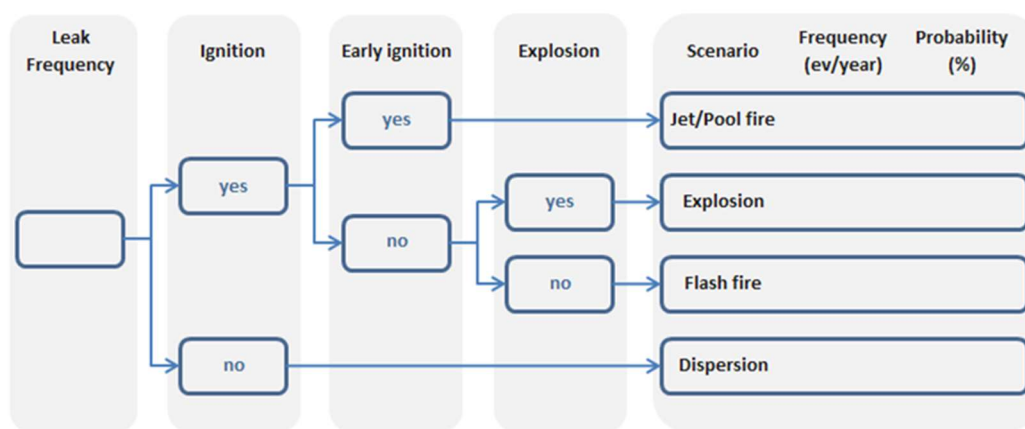 Leak
Frequency
Ignition
Early ignition
Explosion
Scenario
Frequency
(ev/year)
Probability
(%)
yes
Jet/Pool fire
yes
yes
Explosion
no
no
Flash fire
no
Dispersion